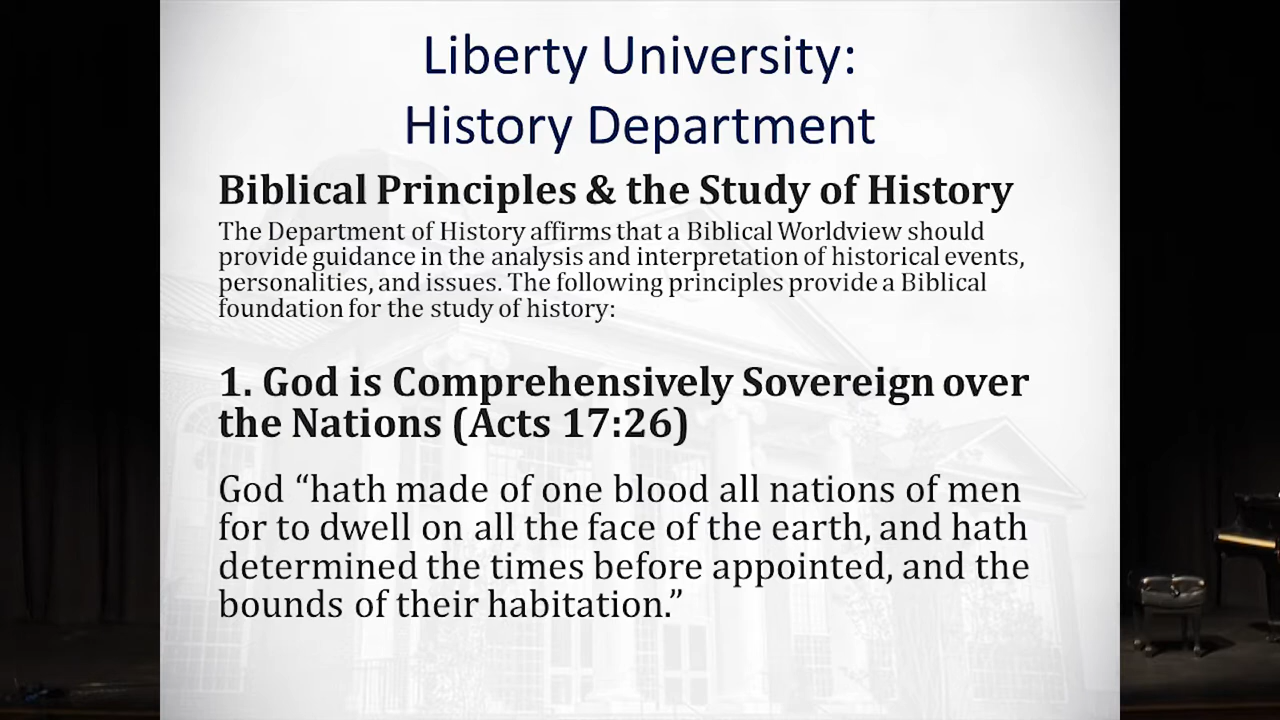 Liberty University:
History Department
Biblical Principles & the Study of History
The Department of History affirms that a Biblical Worldview should
provide guidance in the analysis and interpretation of historical events,
personalities, and issues. The following principles provide a Biblical
foundation for the study of history:
1. God is Comprehensively Sovereign over
the Nations (Acts 17:26)
God “hath made of one blood all nations of men
for to dwell on all the face of the earth, and hath
determined the times before appointed, and the
bounds of their habitation.”